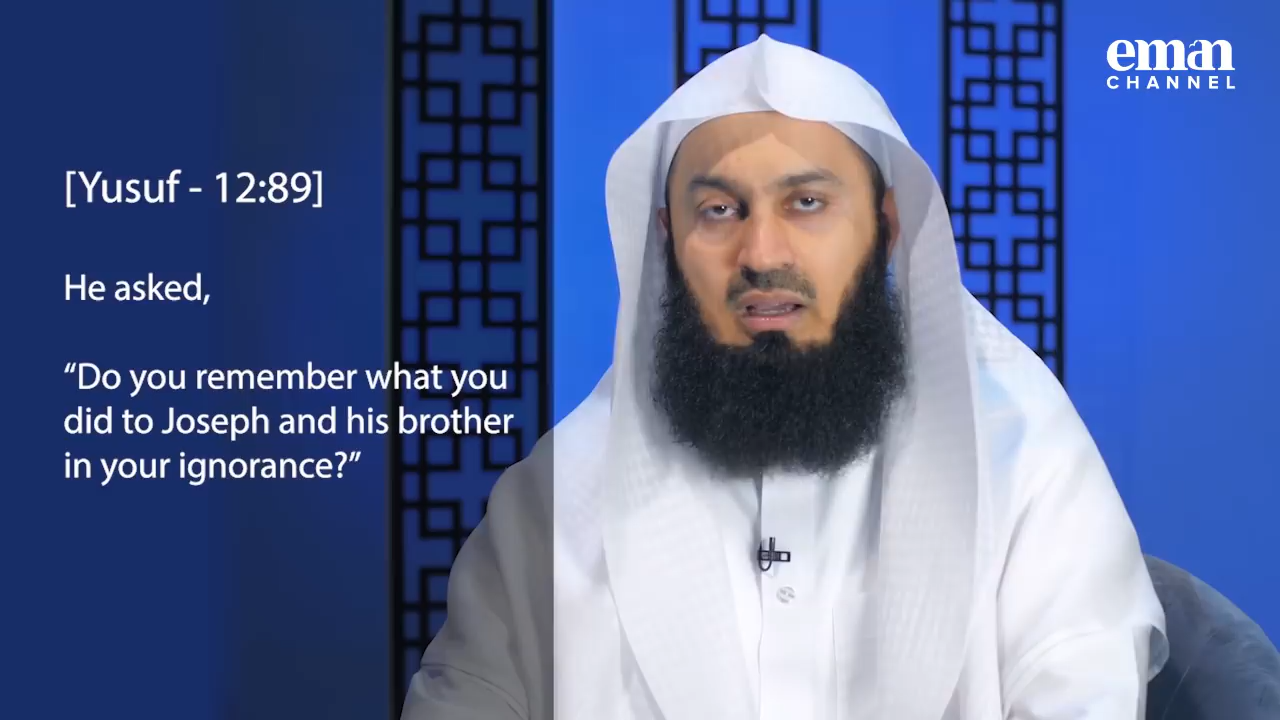 eman
CHANNEL
[Yusuf - 12:89]
He asked,
“Do you remember what you
did to Joseph and his brother
in your ignorance?”